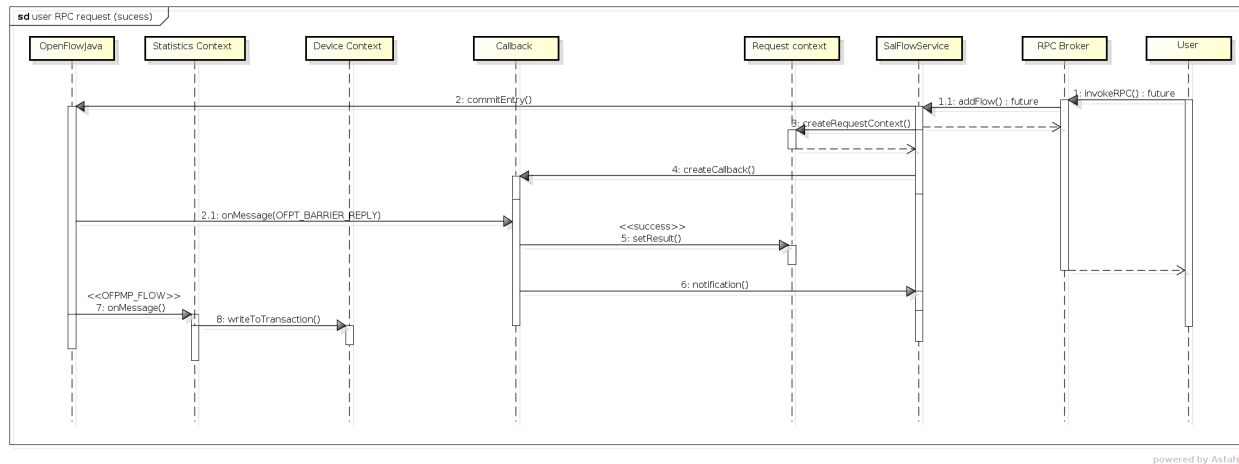 sd user RPC request (sucess)
OpenFlowJava
Statistics Context
Device Context
Callback
Request context
SalFlowService
RPC Broker
User
1: invokeRPC() : future
2: commitEntry()
1.1: addFlow() : future
3: createRequestContext()
4: createCallback()
2.1: onMessage(OFPT_BARRIER_REPLY)
<<success>>
5: setResult()
6: notification()
<<OFPMP_FLOW>>
7: onMessage()
8: writeToTransaction()
powered by Astah